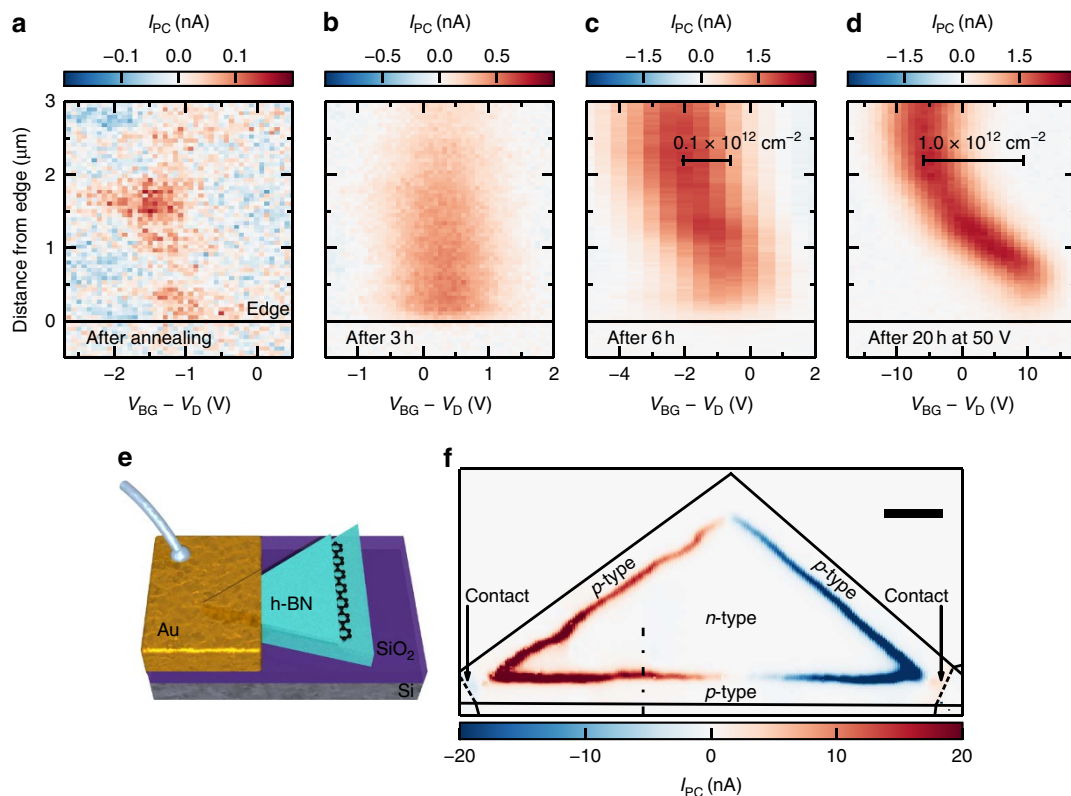 a
I_PC (nA)
−0.1 0.0 0.1
b
I_PC (nA)
−0.5 0.0 0.5
c
I_PC (nA)
−1.5 1.5
d
I_PC (nA)
−1.5 1.5
Distance from edge (μm)
3
2
1
0
Edge
After annealing
−2 −1 0
V_BG − V_D (V)
After 3 h
−1 0 1 2
V_BG − V_D (V)
0.1 × 10^12 cm^−2
After 6 h
−4 −2 0 2
V_BG − V_D (V)
1.0 × 10^12 cm^−2
After 20 h at 50 V
−10 0 10
V_BG − V_D (V)
e
Au
h-BN
SiO_2
Si
f
Contact
p-type
p-type
Contact
n-type
p-type
−20 −10 0 10 20
I_PC (nA)